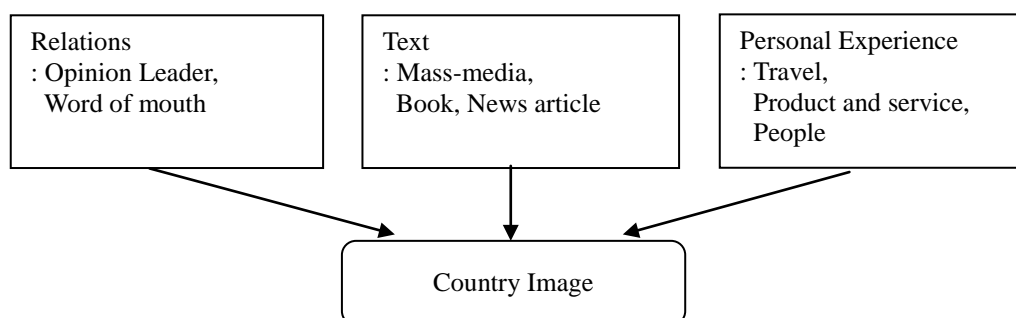 Relations
: Opinion Leader,
Word of mouth
Text
: Mass-media,
Book, News article
Personal Experience
: Travel,
Product and service,
People
Country Image